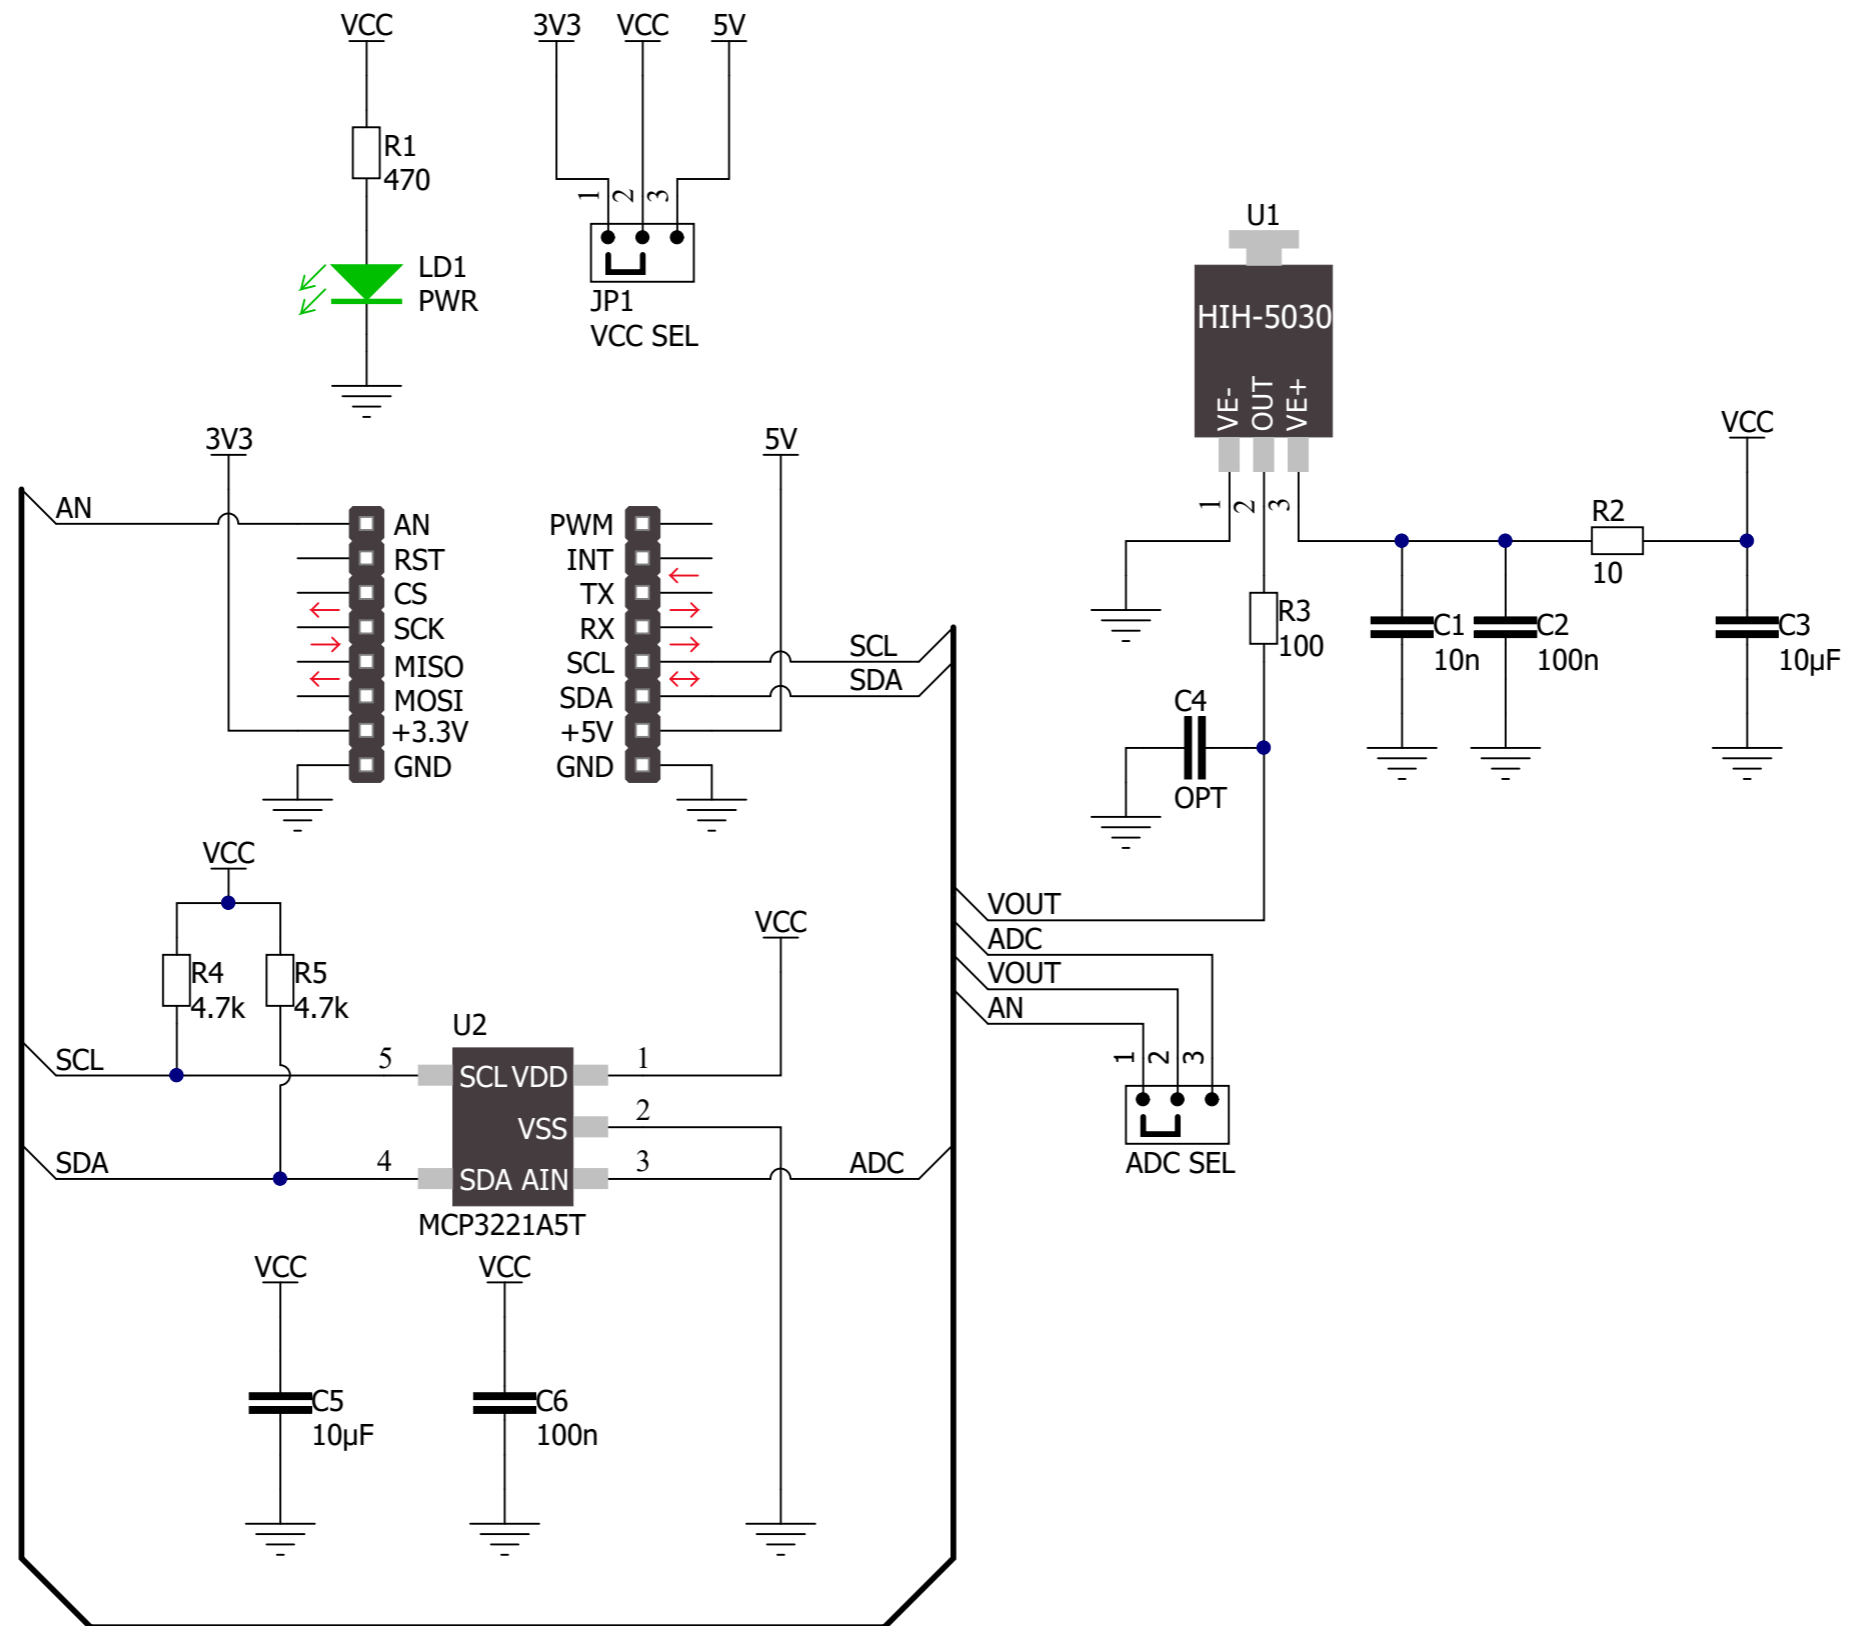 VCC
R1
470
LD1
PWR
3V3 VCC 5V
1 2 3
JP1
VCC SEL
U1
HIH-5030
VE- OUT VE+
1 2 3
R3
100
C4
OPT
C1
10n
C2
100n
R2
10
VCC
C3
10µF
3V3
AN
AN
RST
CS
SCK
MISO
MOSI
+3.3V
GND
5V
PWM
INT
TX
RX
SCL
SDA
+5V
GND
SCL
SDA
VOUT
ADC
VOUT
AN
1 2 3
ADC SEL
VCC
R4
4.7k
R5
4.7k
SCL
SDA
VCC
U2
5
4
SCL VDD
VSS
SDA AIN
1
2
3
ADC
MCP3221A5T
VCC
C5
10µF
VCC
C6
100n